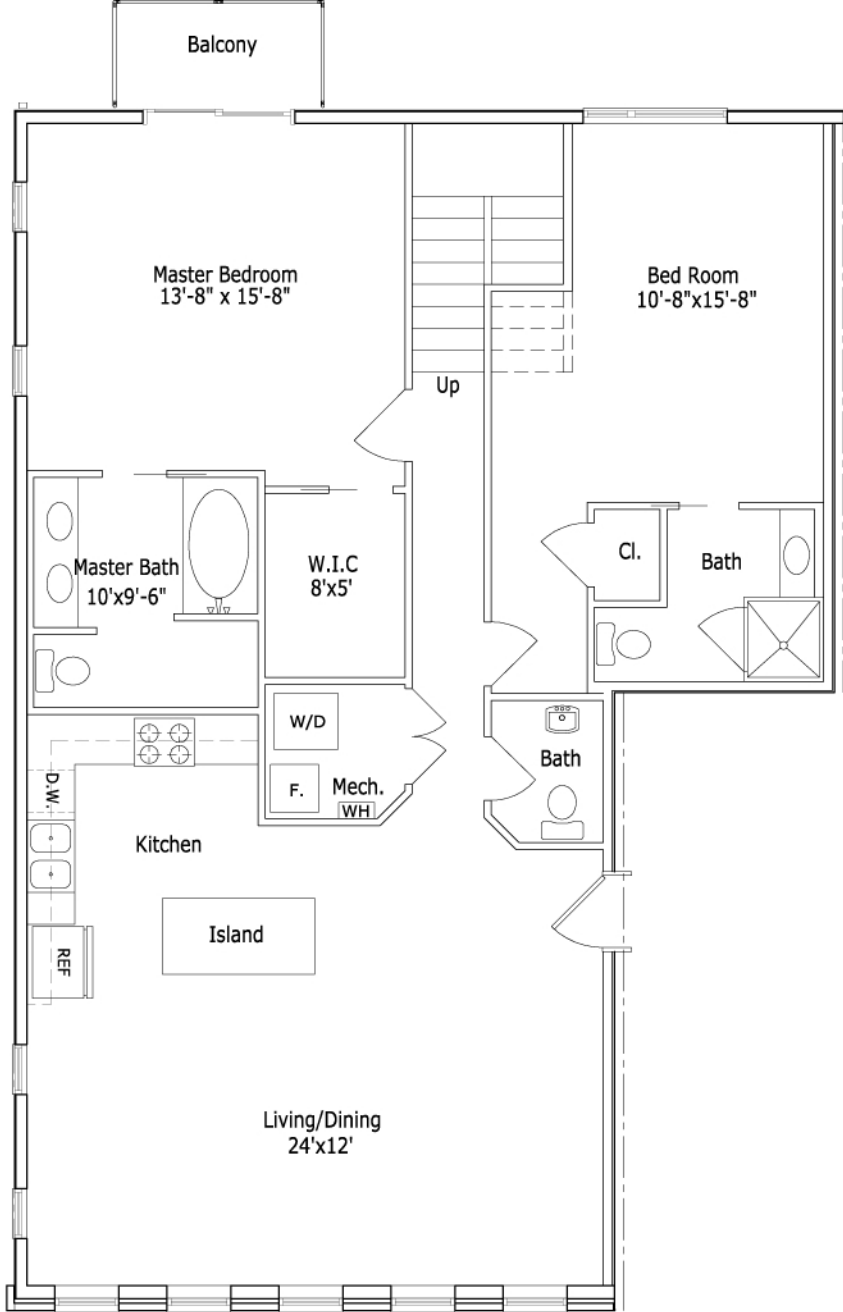 Balcony
Master Bedroom
13'-8" x 15'-8"
Bed Room
10'-8"x15'-8"
Up
Master Bath
10'x9'-6"
W.I.C
8'x5'
Cl.
Bath
W/D
F.
Mech.
WH
Bath
D.W.
Kitchen
Island
REF
Living/Dining
24'x12'